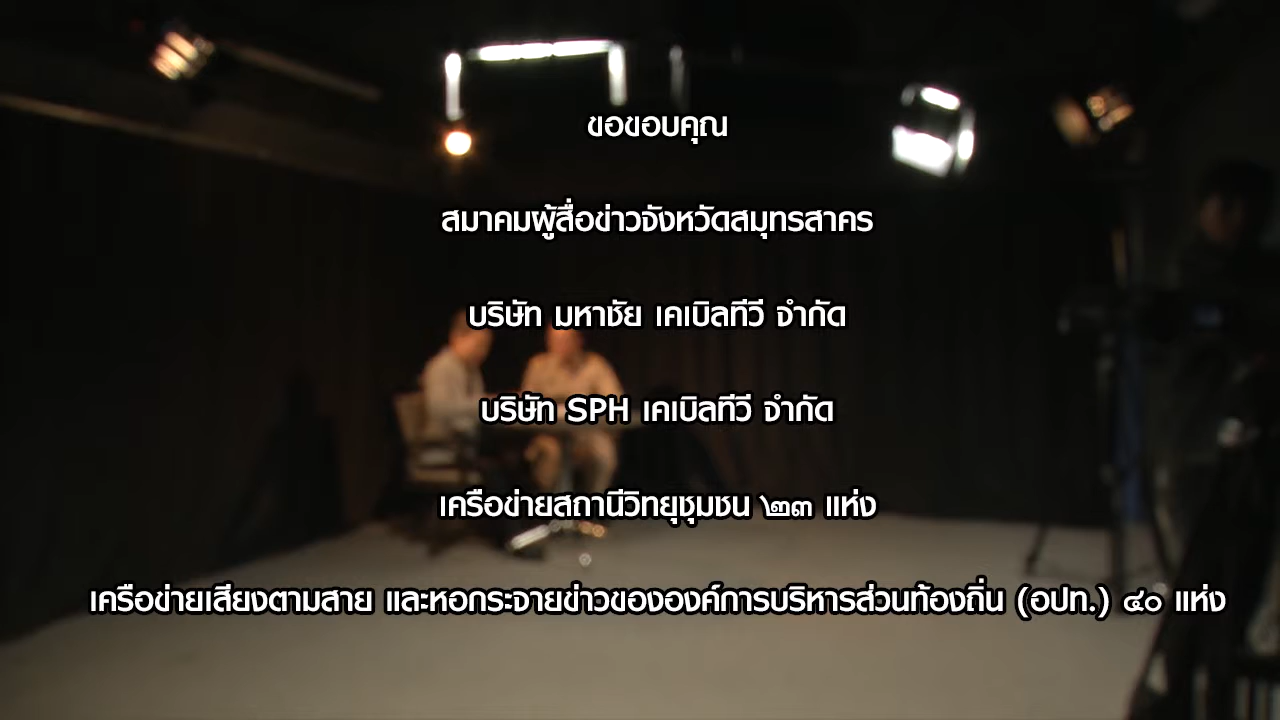 ขอขอบคุณ
สมาคมผู้สื่อข่าวจังหวัดสมุทรสาคร
บริษัท มหาชัย เคเบิลทีวี จำกัด
บริษัท SPH เคเบิลทีวี จำกัด
เครือข่ายสถานีวิทยุชุมชน ๒๓ แห่ง
เครือข่ายเสียงตามสาย และหอกระจายข่าวขององค์การบริหารส่วนท้องถิ่น (อปท.) ๔๐ แห่ง